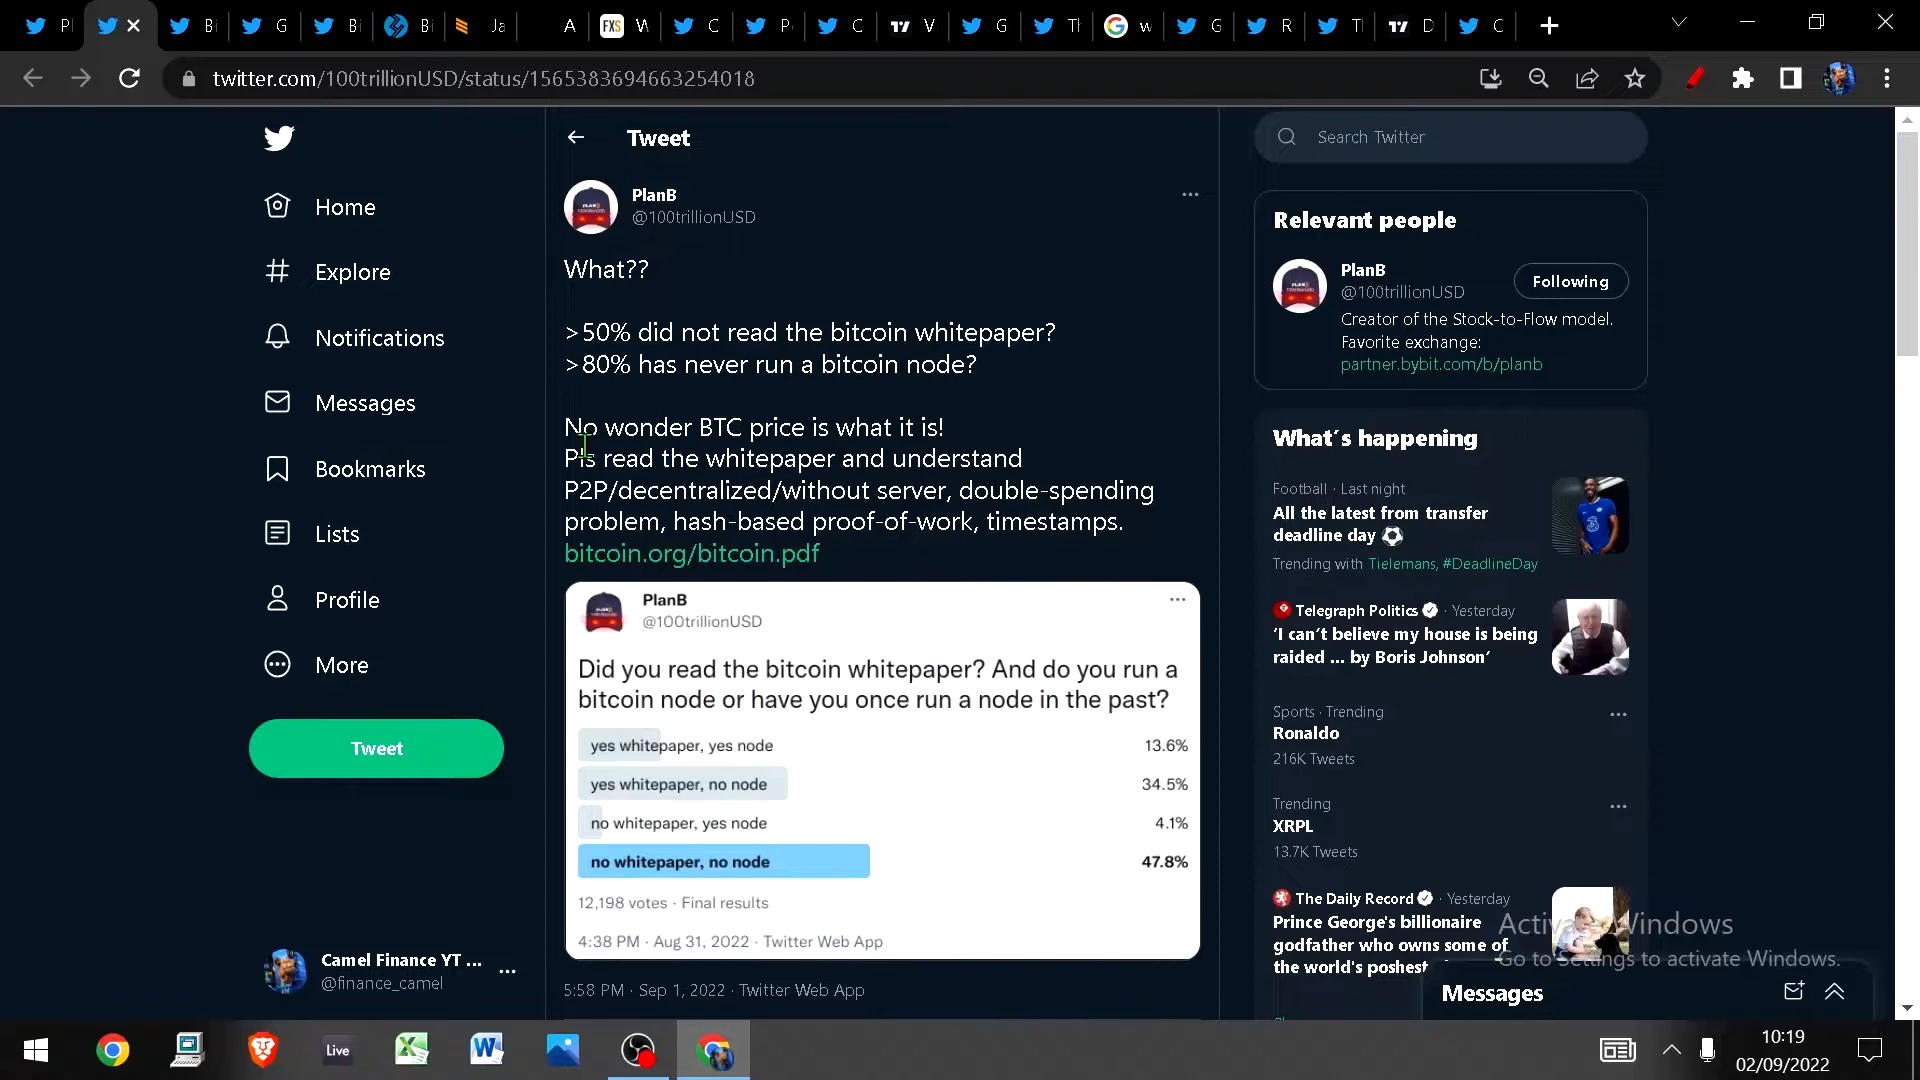 Pl
Bi
G
Bi
Bi
Ja
A
FXS
W
C
P
C
V
G
Th
w
G
R
Tl
D
C
twitter.com/100trillionUSD/status/1565383694663254018
Home
Explore
Notifications
Messages
Bookmarks
Lists
Profile
More
Tweet
Camel Finance YT ...
@finance_camel
Tweet
PlanB
@100trillionUSD
What??
>50% did not read the bitcoin whitepaper?
>80% has never run a bitcoin node?
No wonder BTC price is what it is!
Pls read the whitepaper and understand
P2P/decentralized/without server, double-spending
problem, hash-based proof-of-work, timestamps.
bitcoin.org/bitcoin.pdf
PlanB
@100trillionUSD
Did you read the bitcoin whitepaper? And do you run a
bitcoin node or have you once run a node in the past?
yes whitepaper, yes node 13.6%
yes whitepaper, no node 34.5%
no whitepaper, yes node 4.1%
no whitepaper, no node 47.8%
12,198 votes · Final results
4:38 PM · Aug 31, 2022 · Twitter Web App
5:58 PM · Sep 1, 2022 · Twitter Web App
Search Twitter
Relevant people
PlanB
@100trillionUSD
Following
Creator of the Stock-to-Flow model.
Favorite exchange:
partner.bybit.com/b/planb
What's happening
Football · Last night
All the latest from transfer
deadline day
Trending with Tielemans, #DeadlineDay
Telegraph Politics · Yesterday
‘I can’t believe my house is being
raided ... by Boris Johnson’
Sports · Trending
Ronaldo
216K Tweets
Trending
XRPL
13.7K Tweets
The Daily Record · Yesterday
Prince George's billionaire
godfather who owns some of
the world's poshest
Activate Windows
Go to Settings to activate Windows.
Messages
Live
10:19
02/09/2022